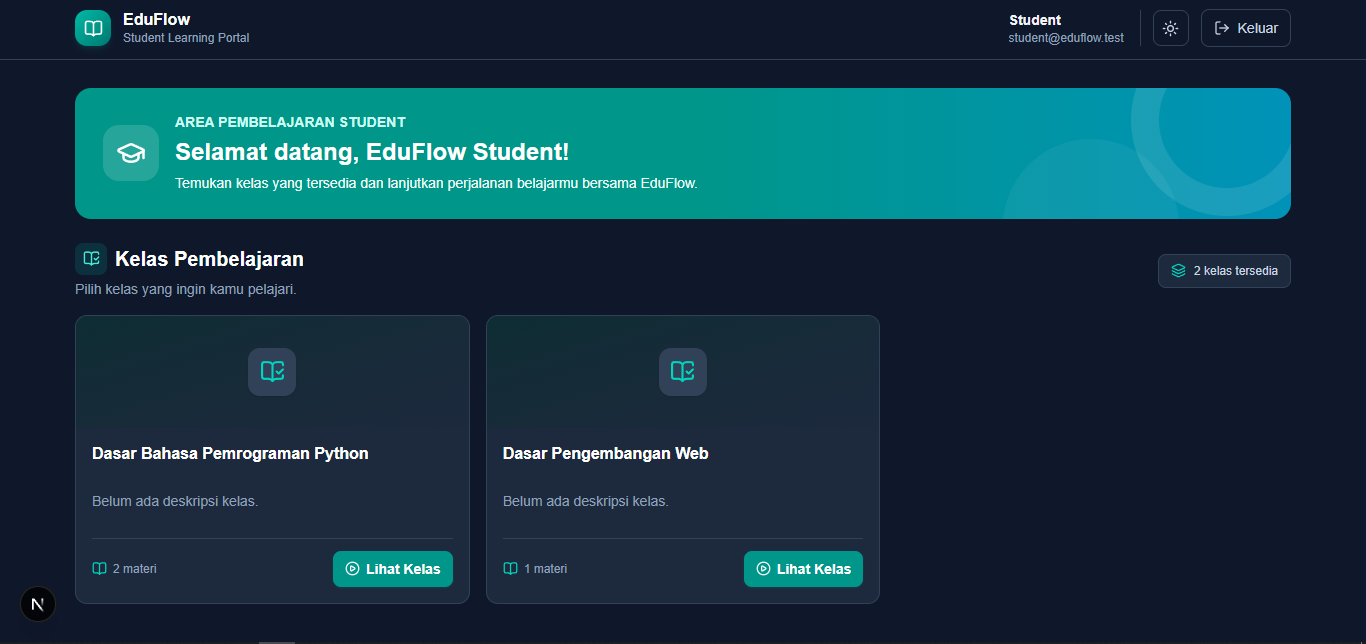 EduFlow
Student Learning Portal
Student
student@eduflow.test
Keluar
AREA PEMBELAJARAN STUDENT
Selamat datang, EduFlow Student!
Temukan kelas yang tersedia dan lanjutkan perjalanan belajarmu bersama EduFlow.
Kelas Pembelajaran
Pilih kelas yang ingin kamu pelajari.
2 kelas tersedia
Dasar Bahasa Pemrograman Python
Belum ada deskripsi kelas.
2 materi
Lihat Kelas
Dasar Pengembangan Web
Belum ada deskripsi kelas.
1 materi
Lihat Kelas
N